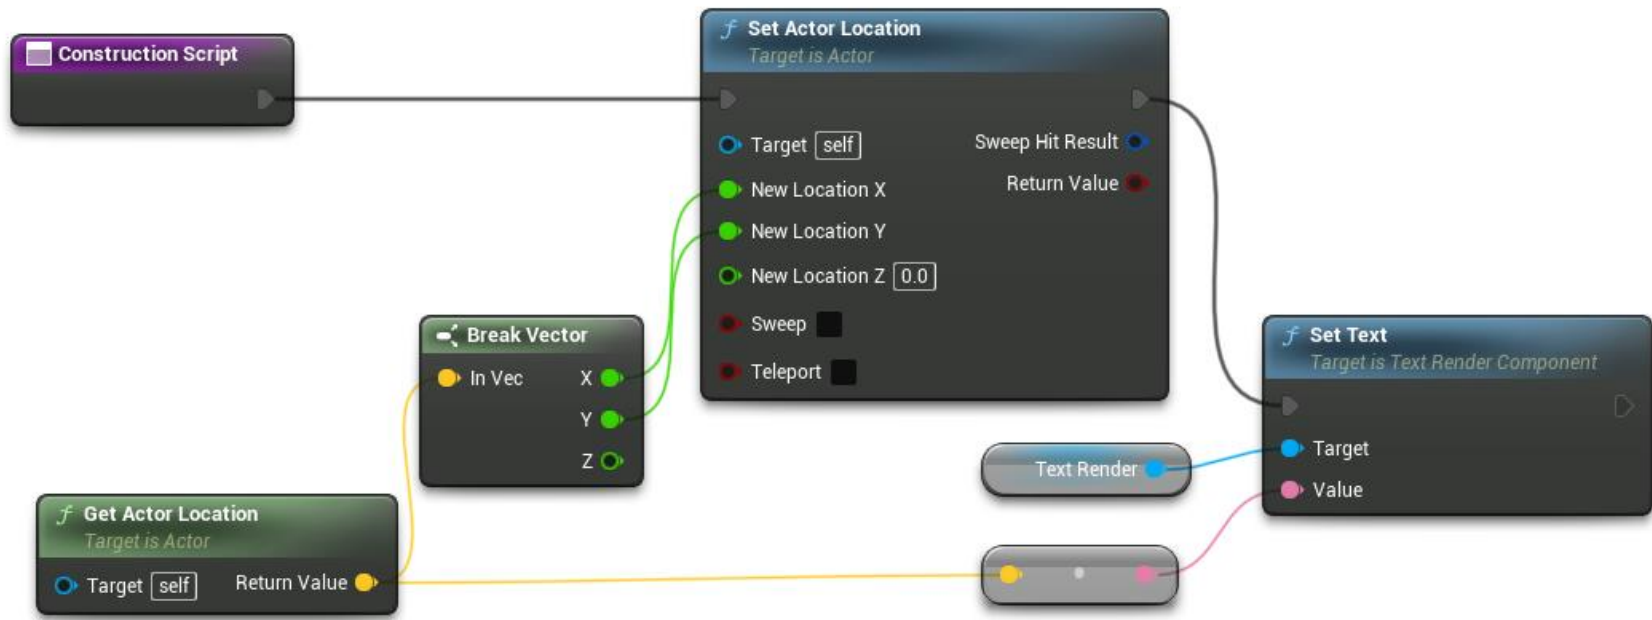 Construction Script
Set Actor Location
Target is Actor
Target self
Sweep Hit Result
New Location X
Return Value
New Location Y
New Location Z 0.0
Sweep
Teleport
Break Vector
In Vec X
Y
Z
Get Actor Location
Target is Actor
Target self Return Value
Text Render
Set Text
Target is Text Render Component
Target
Value